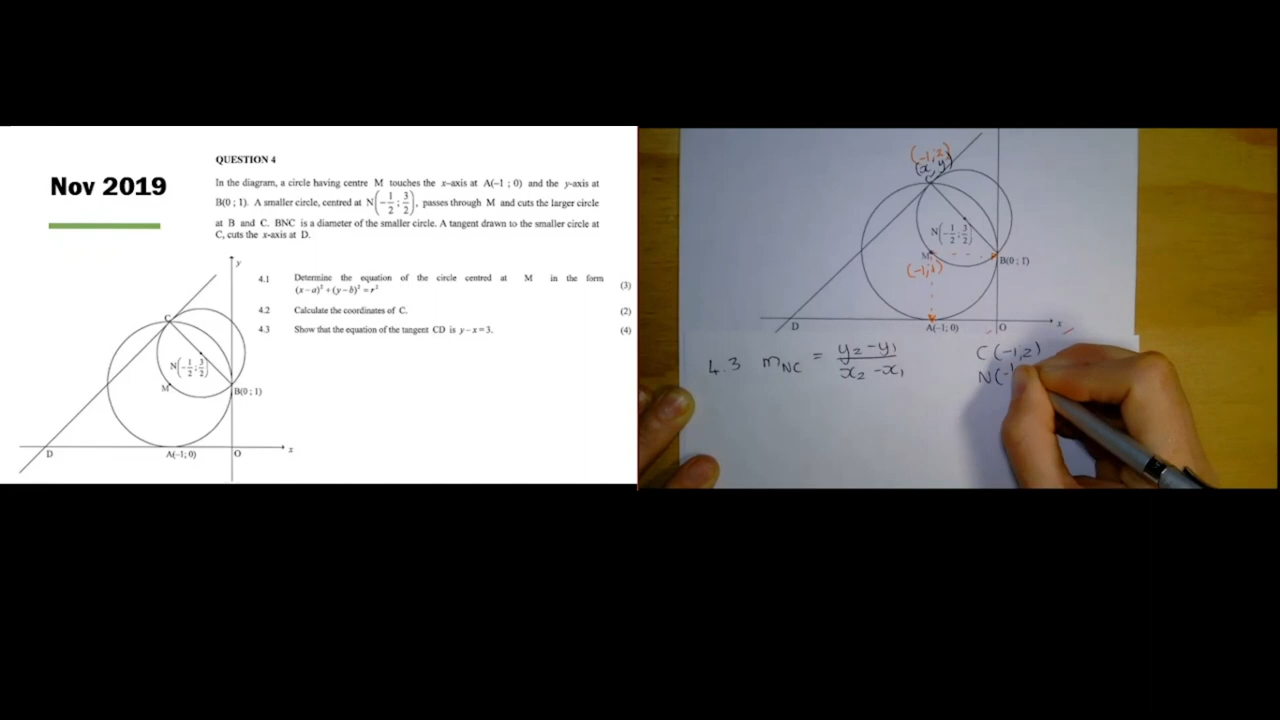 Nov 2019
QUESTION 4
In the diagram, a circle having centre M touches the x-axis at A(−1 ; 0) and the y-axis at
B(0 ; 1). A smaller circle, centred at N(−1/2 ; 3/2), passes through M and cuts the larger circle
at B and C. BNC is a diameter of the smaller circle. A tangent drawn to the smaller circle at
C, cuts the x-axis at D.
4.1 Determine the equation of the circle centred at M in the form (3)
(x−a)² + (y−b)² = r²
4.2 Calculate the coordinates of C. (2)
4.3 Show that the equation of the tangent CD is y−x=3. (4)
y
C
N(−1/2 ; 3/2)
M
B(0 ; 1)
D
A(−1; 0)
O
x
(-1;2)
(x, y)
C
N(−1/2 ; 3/2)
M
B(0 ; 1)
(-1;1)
D
A(−1; 0)
O
x
4.3 mNC = y2 - y1 / x2 - x1
C(-1;2)
N(-1